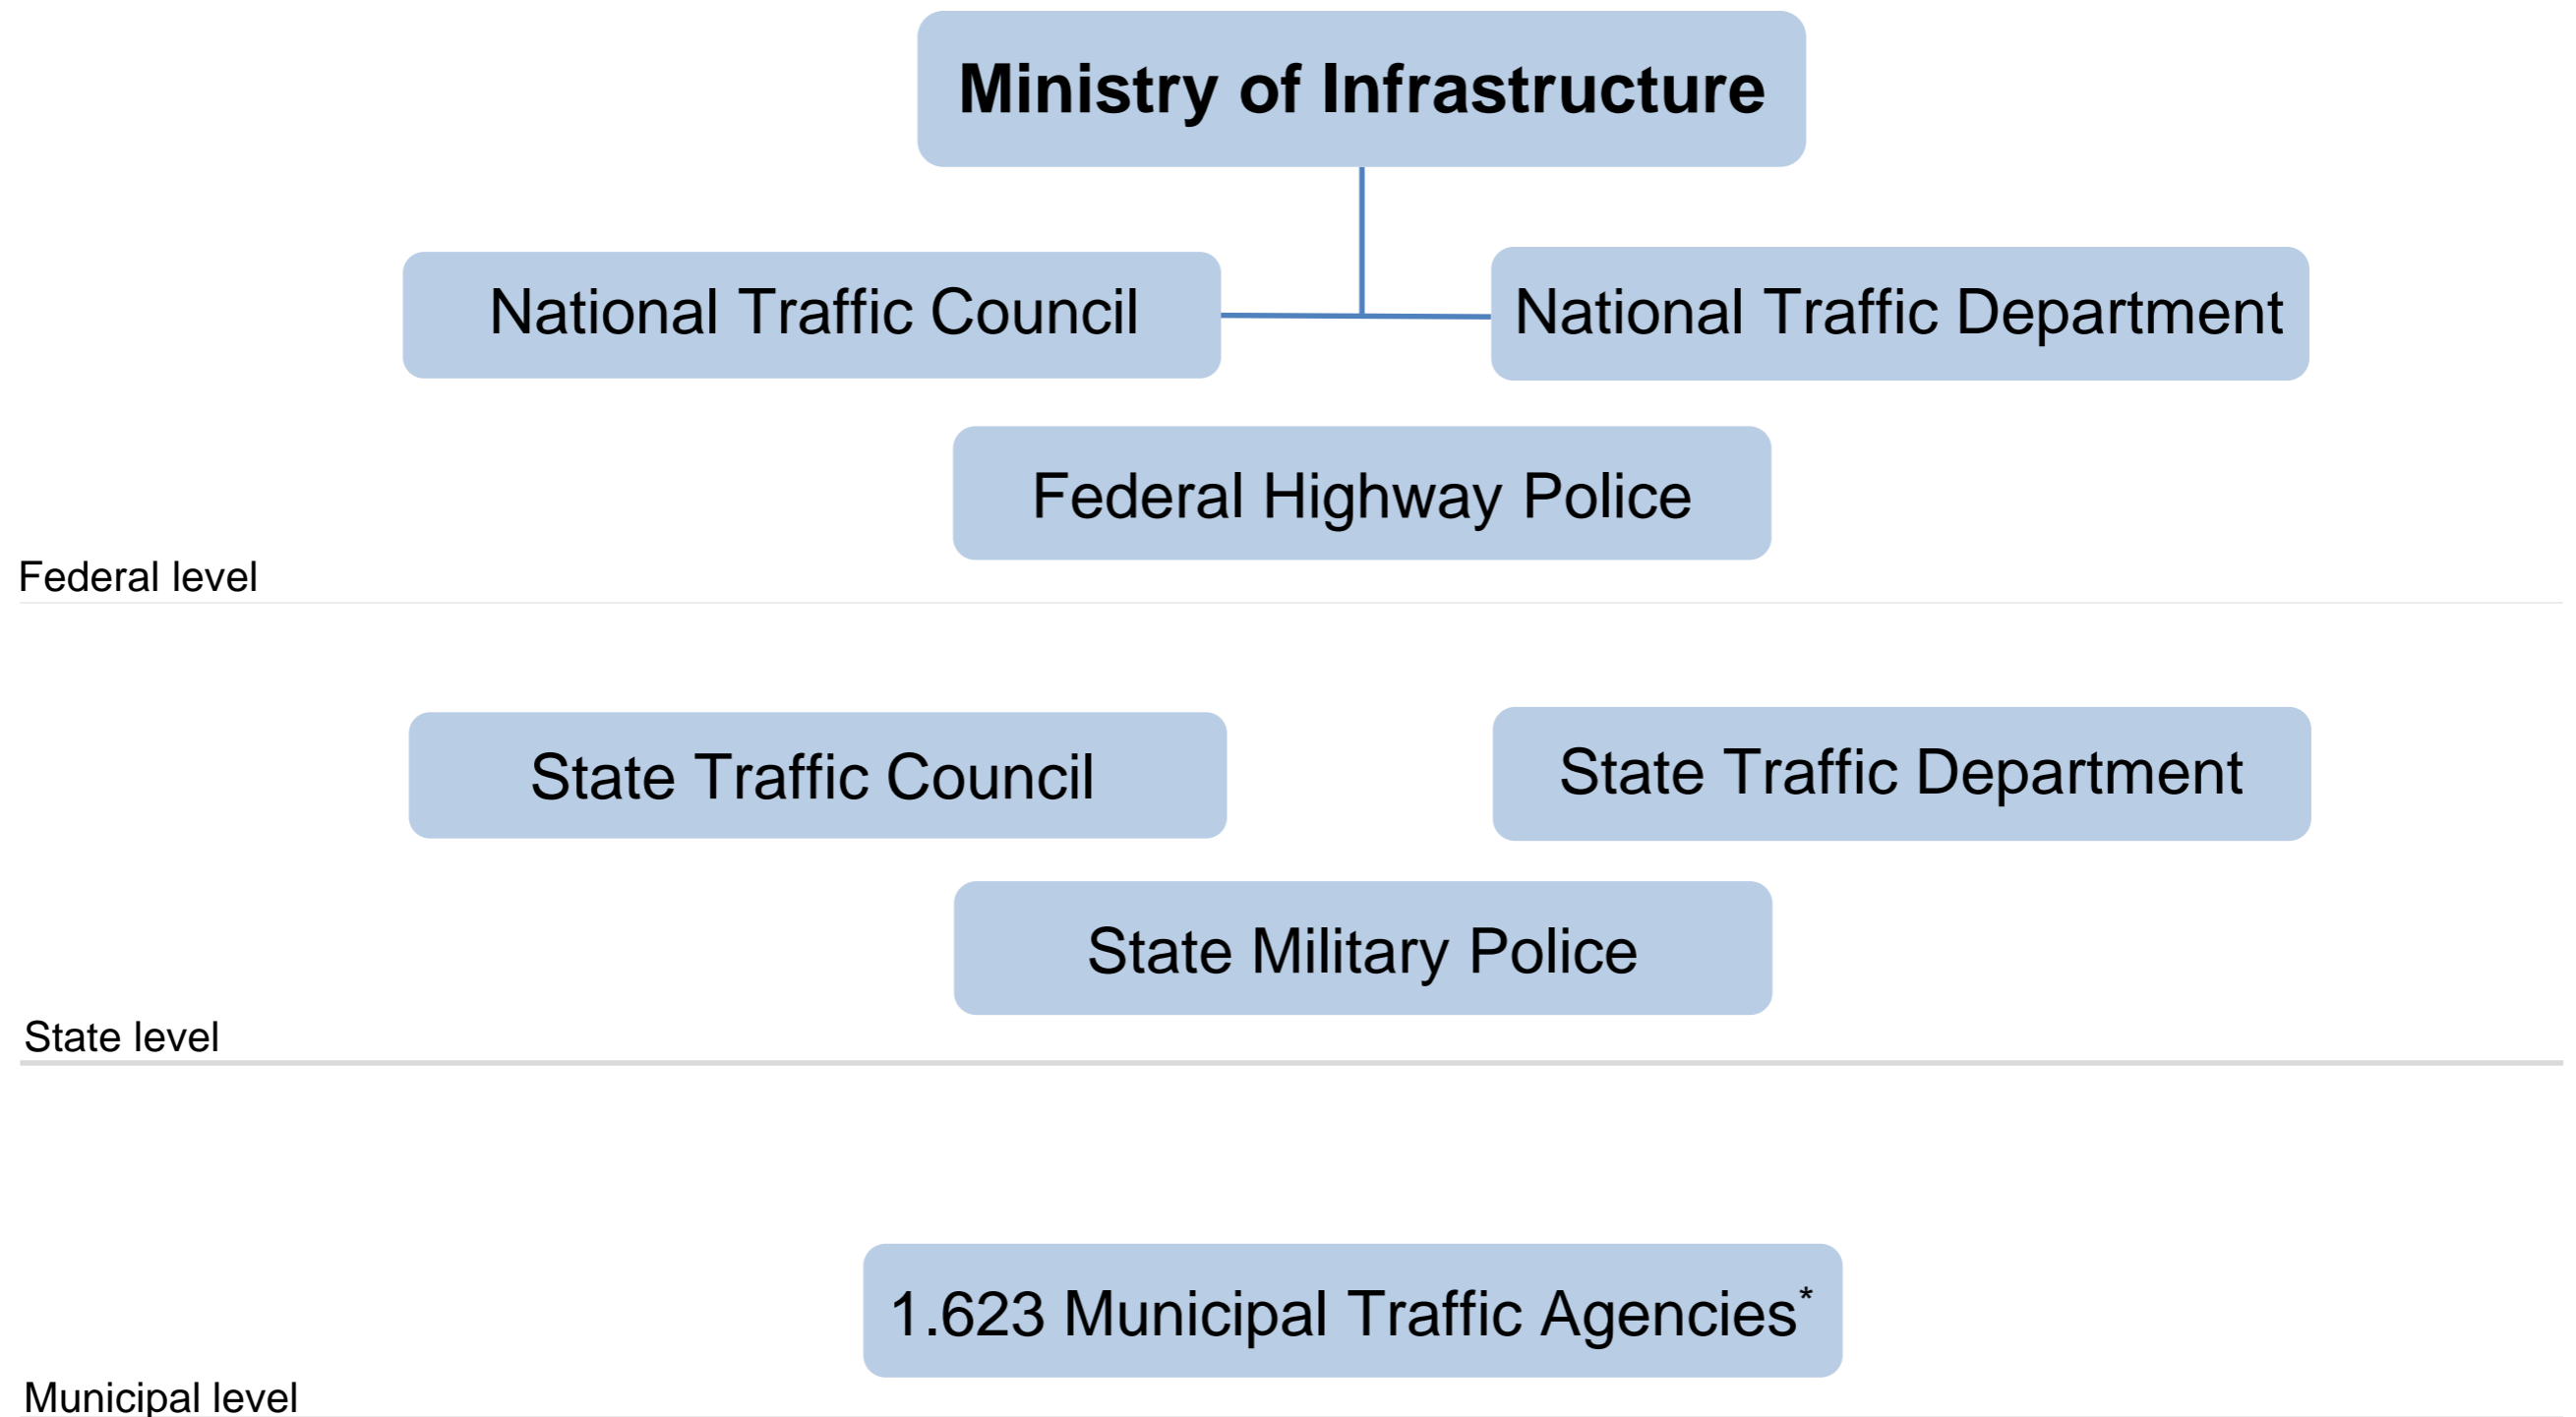 Ministry of Infrastructure
National Traffic Council
National Traffic Department
Federal Highway Police
Federal level
State Traffic Council
State Traffic Department
State Military Police
State level
1.623 Municipal Traffic Agencies*
Municipal level